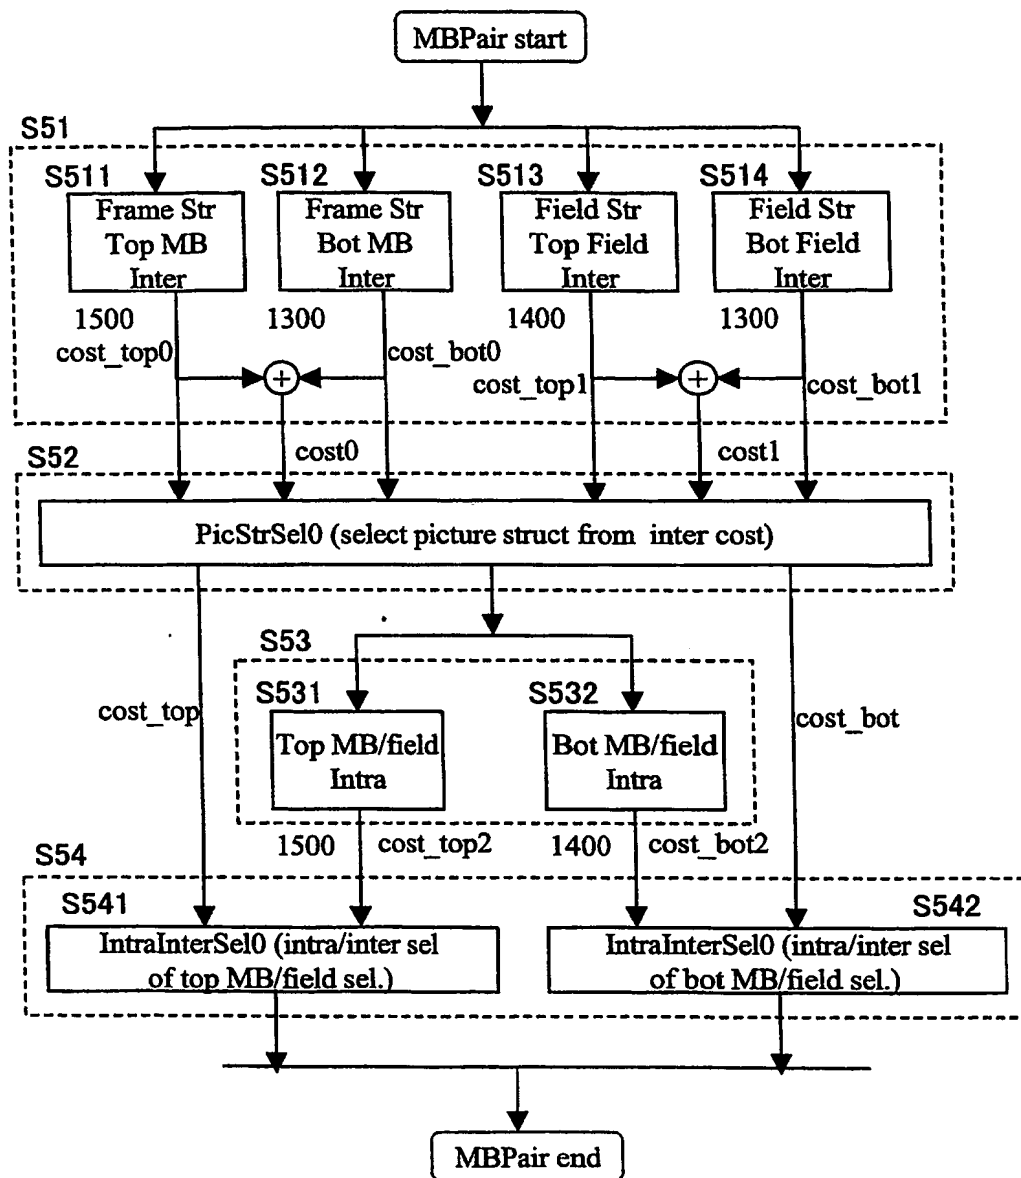 MBPair start
S51
S511
S512
S513
S514
Frame Str
Top MB
Inter
Frame Str
Bot MB
Inter
Field Str
Top Field
Inter
Field Str
Bot Field
Inter
1500
1300
1400
1300
cost_top0
cost_bot0
cost_top1
cost_bot1
+
+
S52
cost0
cost1
PicStrSel0 (select picture struct from inter cost)
S53
S531
S532
cost_top
cost_bot
Top MB/field
Intra
Bot MB/field
Intra
1500
cost_top2
1400
cost_bot2
S54
S541
S542
IntraInterSel0 (intra/inter sel
of top MB/field sel.)
IntraInterSel0 (intra/inter sel
of bot MB/field sel.)
MBPair end